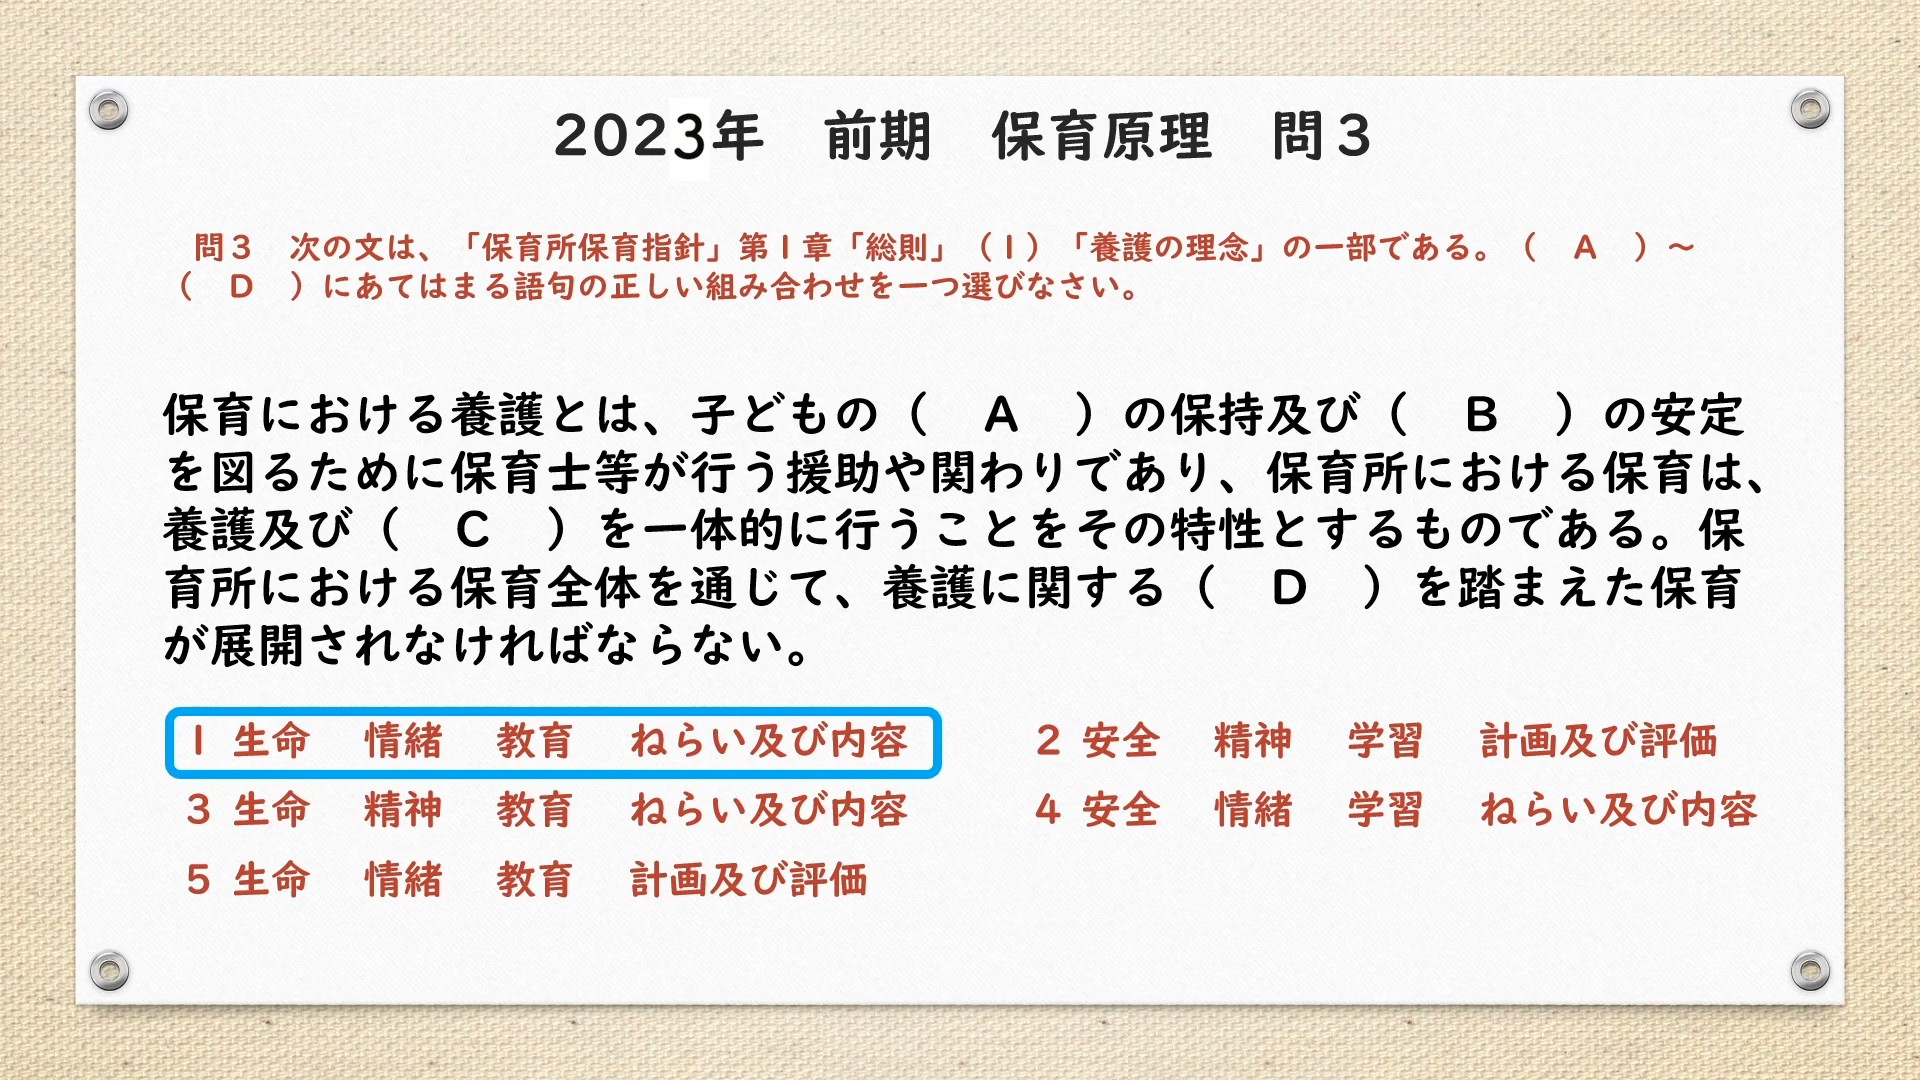 2023年　前期　保育原理　問３
問３　次の文は、「保育所保育指針」第１章「総則」（１）「養護の理念」の一部である。（　A　）～
（　D　）にあてはまる語句の正しい組み合わせを一つ選びなさい。
保育における養護とは、子どもの（　A　）の保持及び（　B　）の安定
を図るために保育士等が行う援助や関わりであり、保育所における保育は、
養護及び（　C　）を一体的に行うことをその特性とするものである。保
育所における保育全体を通じて、養護に関する（　D　）を踏まえた保育
が展開されなければならない。
１ 生命　情緒　教育　ねらい及び内容
２ 安全　精神　学習　計画及び評価
３ 生命　精神　教育　ねらい及び内容
４ 安全　情緒　学習　ねらい及び内容
５ 生命　情緒　教育　計画及び評価